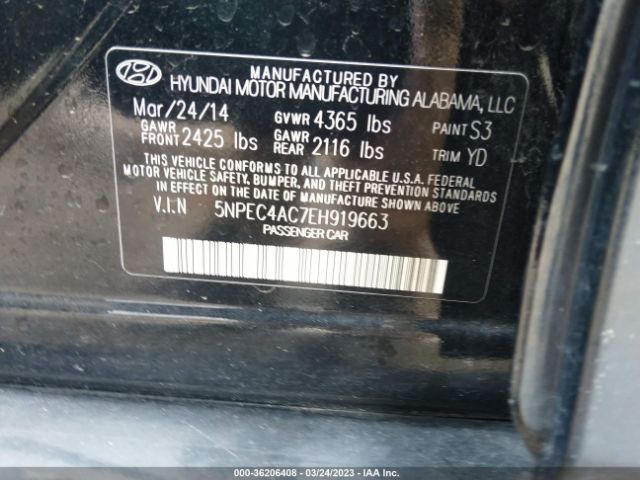 MANUFACTURED BY
HYUNDAI MOTOR MANUFACTURING ALABAMA, LLC
Mar/24/14 GVWR 4365 lbs PAINT S3
GAWR FRONT 2425 lbs GAWR REAR 2116 lbs TRIM YD
THIS VEHICLE CONFORMS TO ALL APPLICABLE U.S.A. FEDERAL
MOTOR VEHICLE SAFETY, BUMPER, AND THEFT PREVENTION STANDARDS
IN EFFECT ON THE DATE OF MANUFACTURE SHOWN ABOVE.
V.I.N 5NPEC4AC7EH919663
PASSENGER CAR
000-36206408 - 03/24/2023 - IAA Inc.